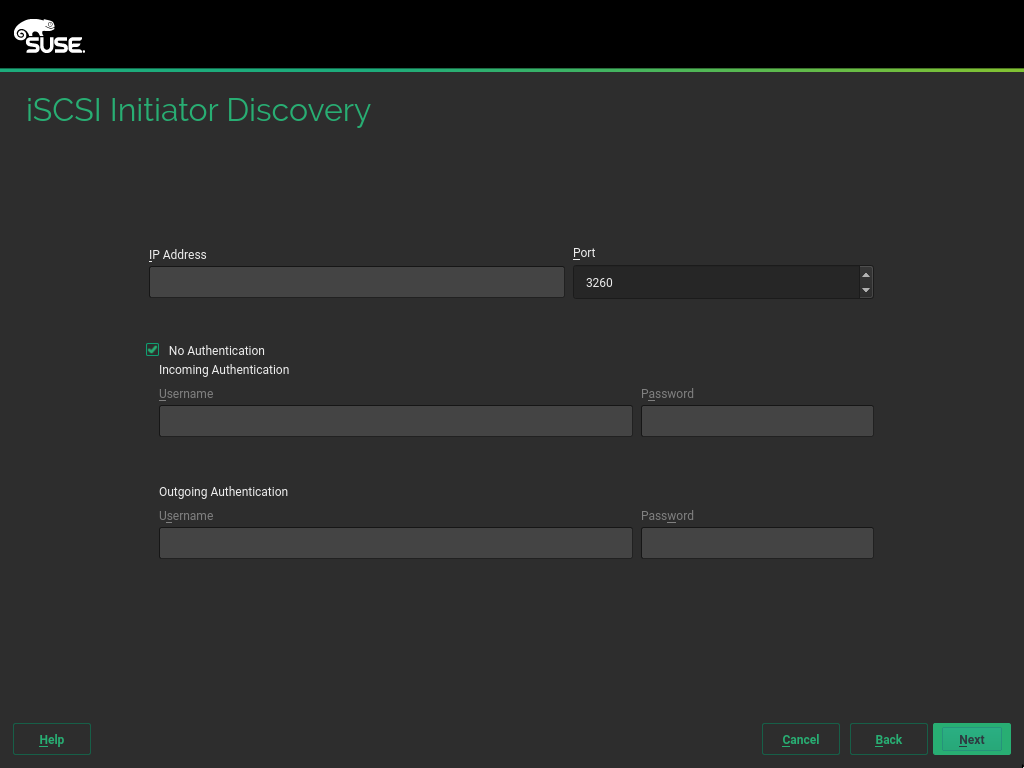 SUSE.
iSCSI Initiator Discovery
IP Address
Port
3260
No Authentication
Incoming Authentication
Username
Password
Outgoing Authentication
Username
Password
Help
Cancel
Back
Next